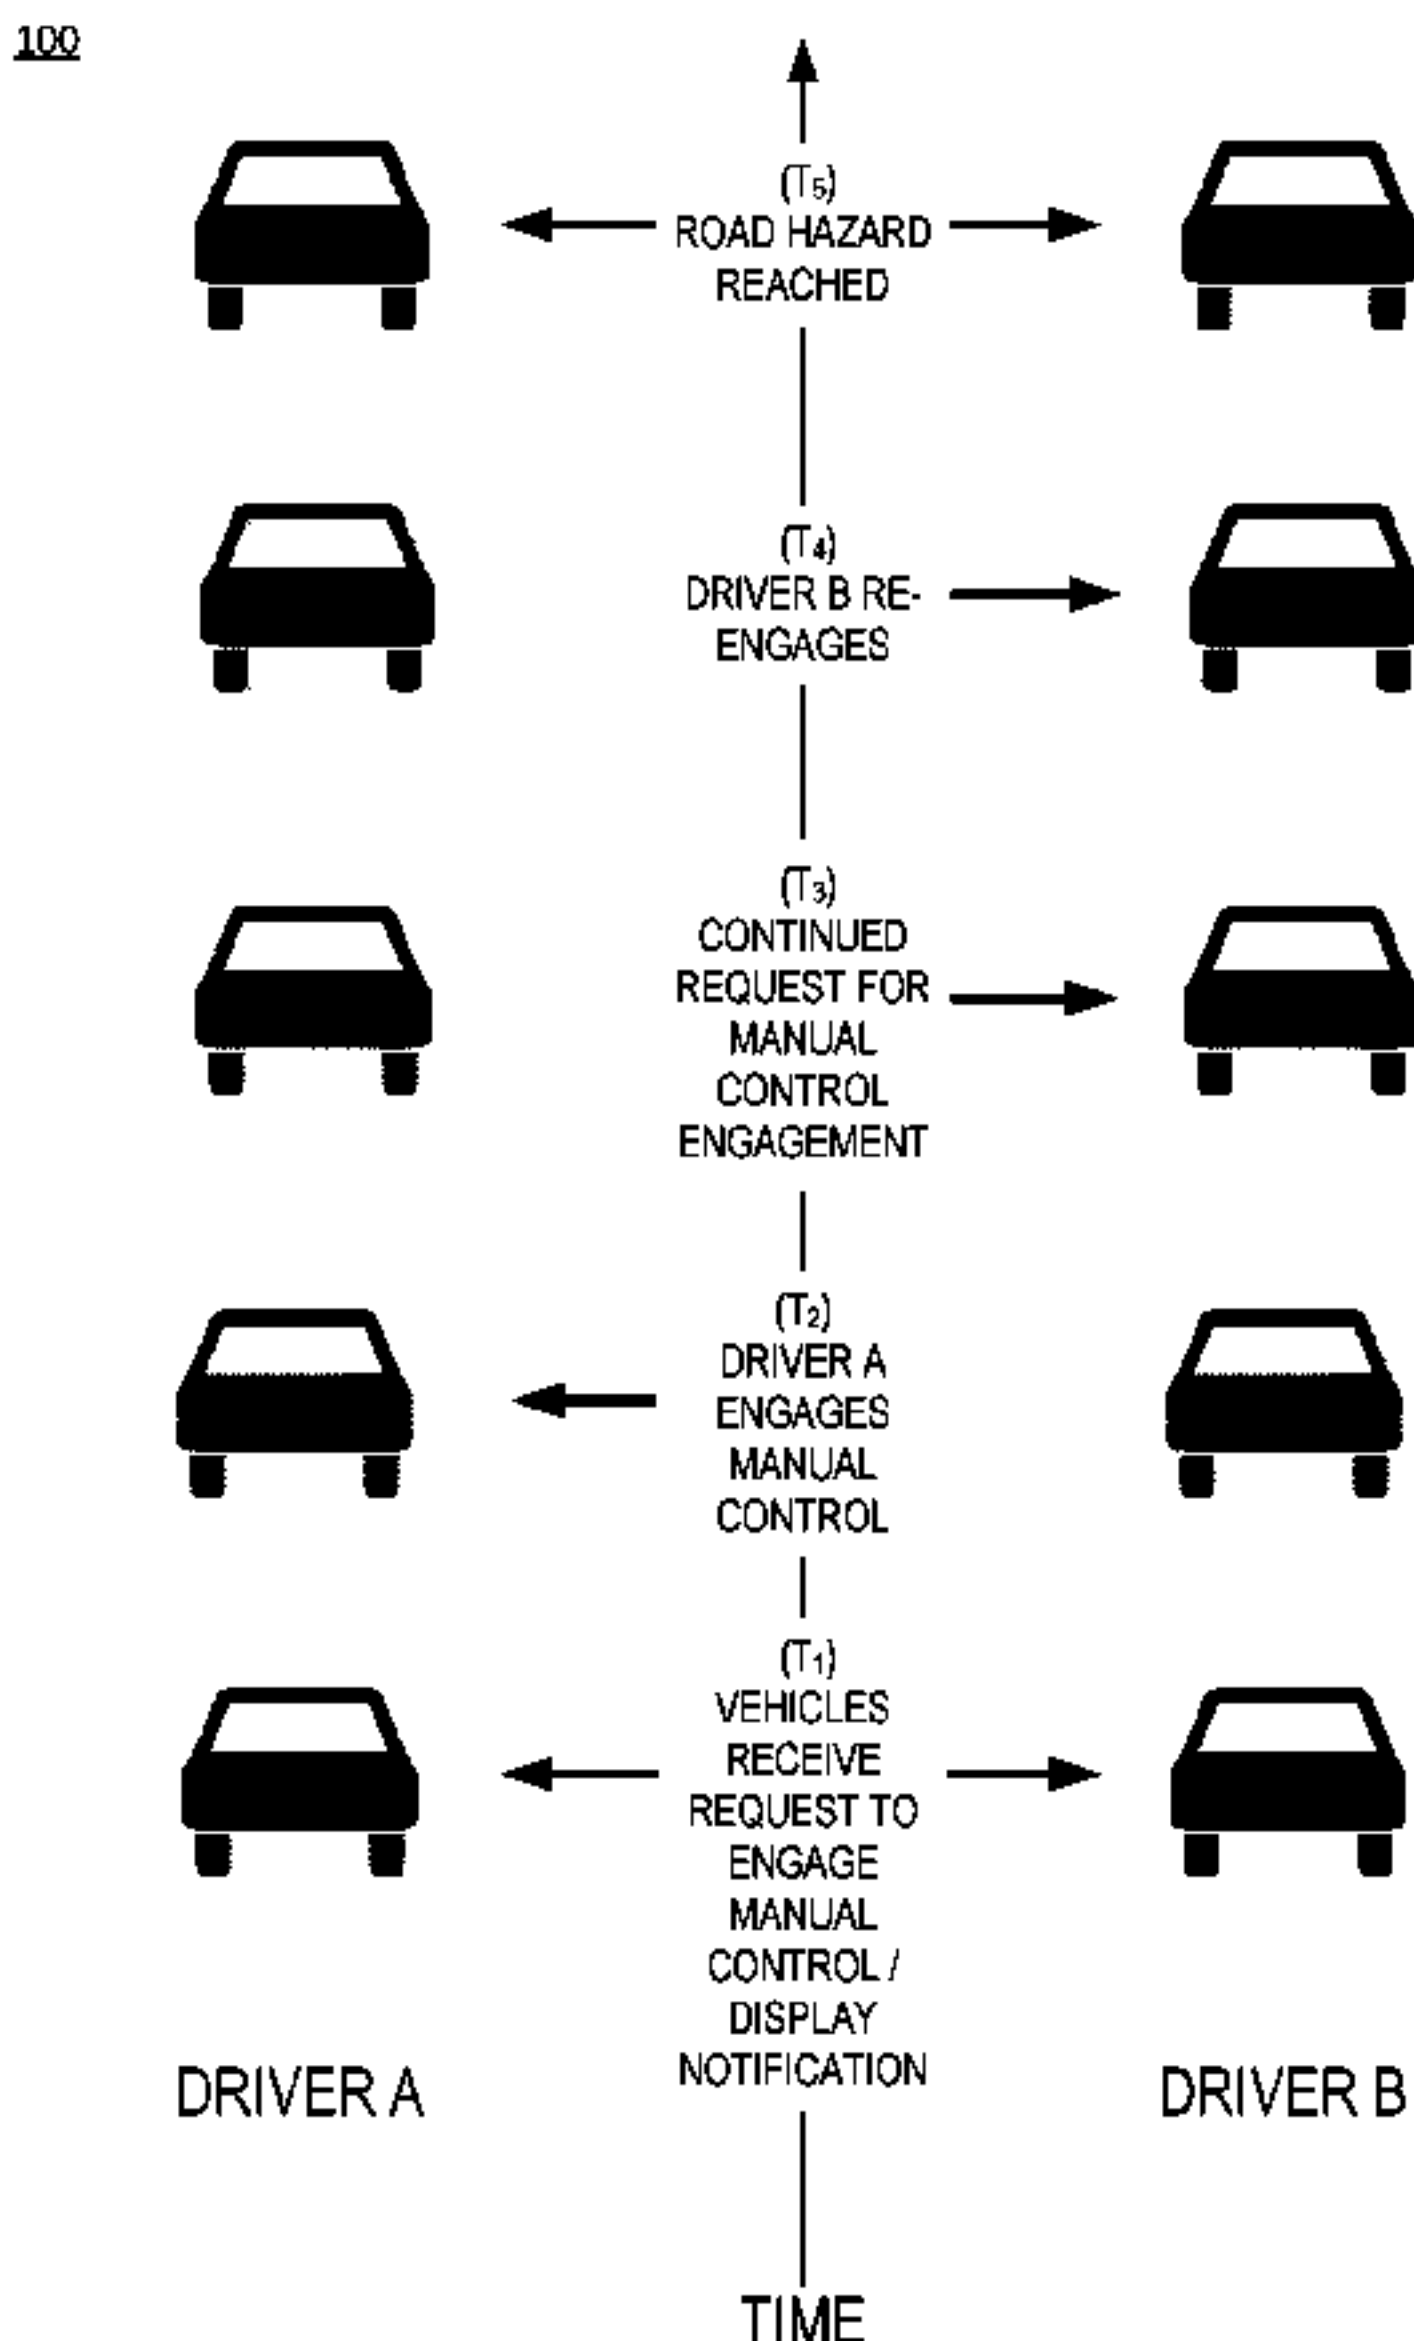 100
(T5)
ROAD HAZARD
REACHED
(T4)
DRIVER B RE-
ENGAGES
(T3)
CONTINUED
REQUEST FOR
MANUAL
CONTROL
ENGAGEMENT
(T2)
DRIVER A
ENGAGES
MANUAL
CONTROL
(T1)
VEHICLES
RECEIVE
REQUEST TO
ENGAGE
MANUAL
CONTROL /
DISPLAY
NOTIFICATION
DRIVER A
DRIVER B
TIME